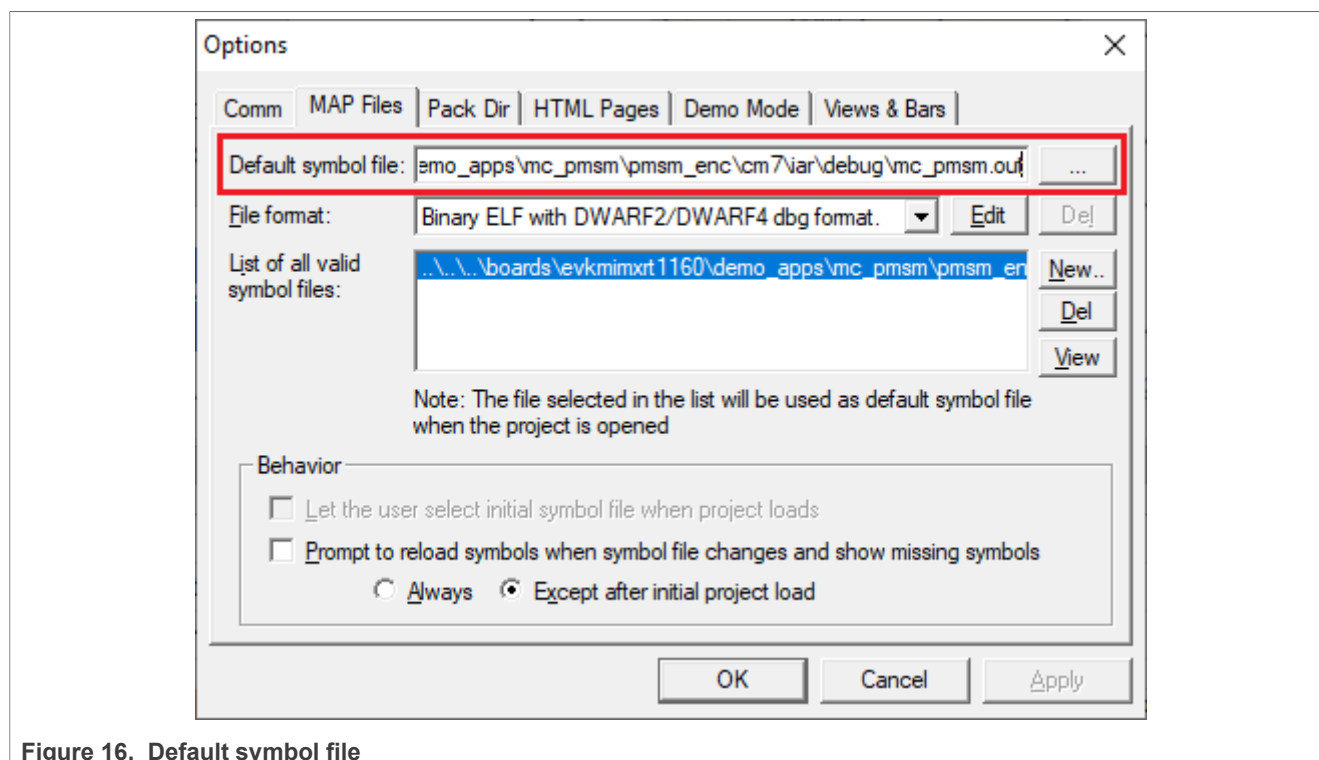 Options
Comm MAP Files Pack Dir HTML Pages Demo Mode Views & Bars
Default symbol file: emo_apps\mc_pmsm\pmsm_enc\cm7\iar\debug\mc_pmsm.out ...
File format: Binary ELF with DWARF2/DWARF4 dbg format. Edit Del
List of all valid
symbol files:
..\..\..\boards\evkmimxrt1160\demo_apps\mc_pmsm\pmsm_en
New..
Del
View
Note: The file selected in the list will be used as default symbol file
when the project is opened
Behavior
Let the user select initial symbol file when project loads
Prompt to reload symbols when symbol file changes and show missing symbols
Always Except after initial project load
OK Cancel Apply
Figure 16. Default symbol file